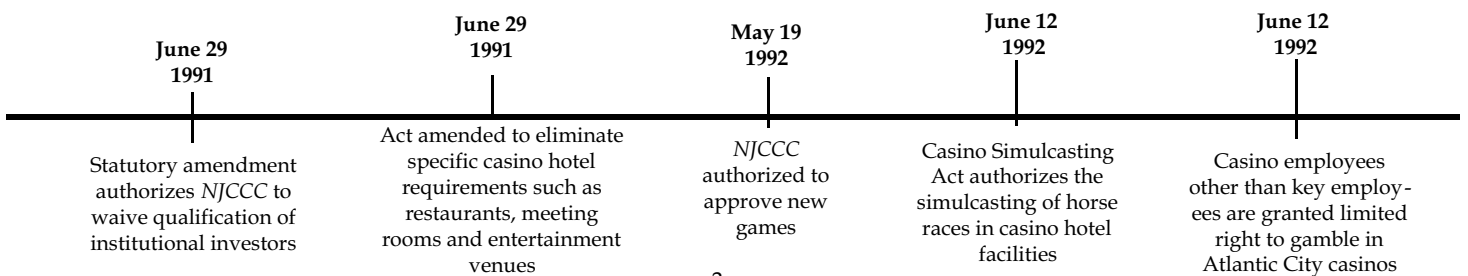 June 29
1991
Statutory amendment
authorizes NJCCC to
waive qualification of
institutional investors
June 29
1991
Act amended to eliminate
specific casino hotel
requirements such as
restaurants, meeting
rooms and entertainment
venues
May 19
1992
NJCCC
authorized to
approve new
games
June 12
1992
Casino Simulcasting
Act authorizes the
simulcasting of horse
races in casino hotel
facilities
June 12
1992
Casino employees
other than key employ-
ees are granted limited
right to gamble in
Atlantic City casinos